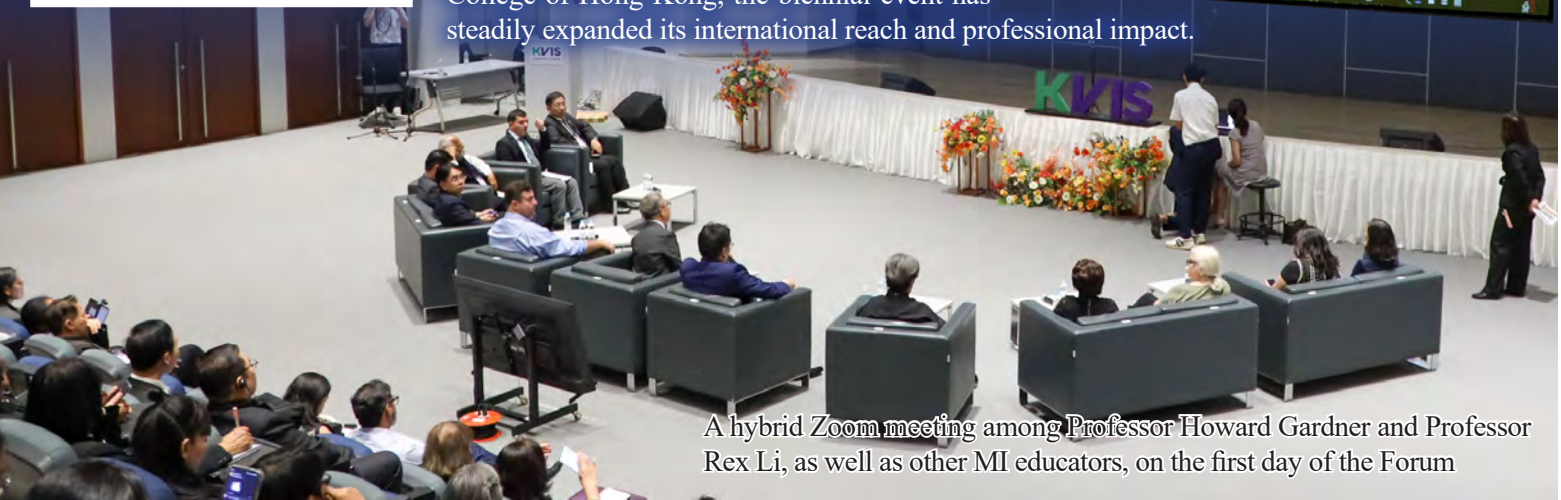 College of Hong Kong, the biennial event has
steadily expanded its international reach and professional impact.
KVIS
KVIS
A hybrid Zoom meeting among Professor Howard Gardner and Professor
Rex Li, as well as other MI educators, on the first day of the Forum